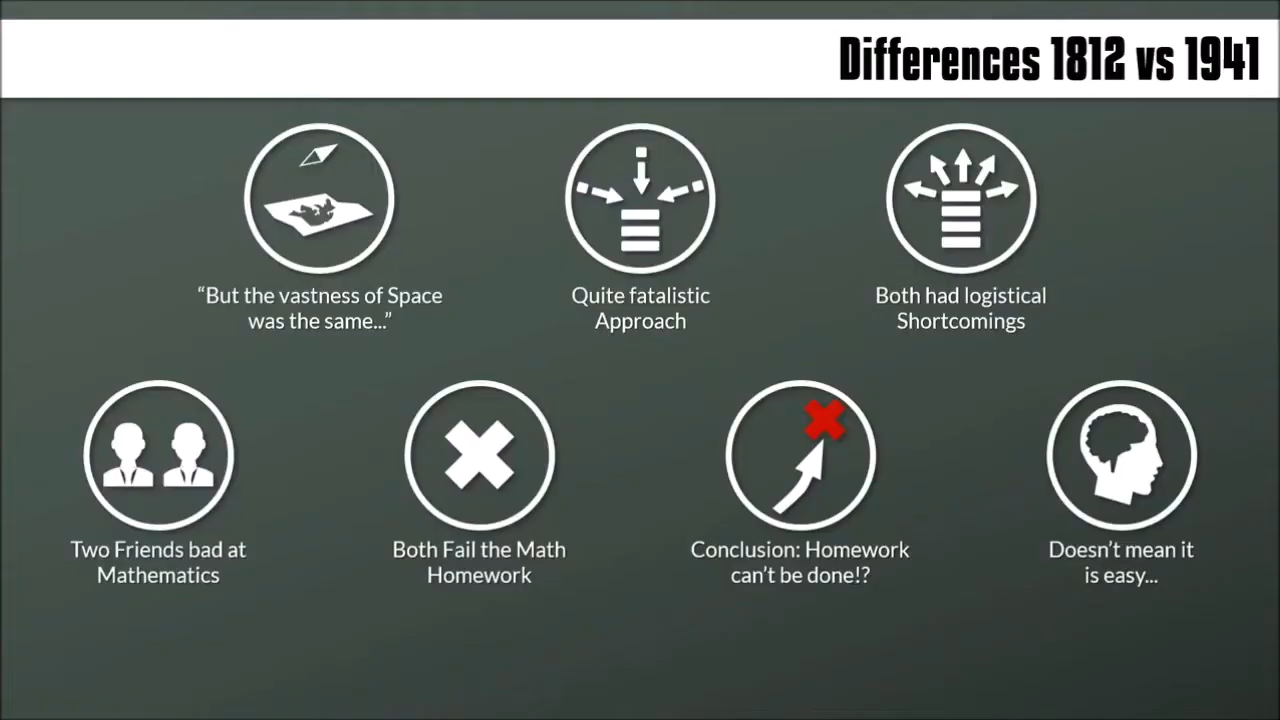 Differences 1812 vs 1941
“But the vastness of Space
was the same...”
Quite fatalistic
Approach
Both had logistical
Shortcomings
Two Friends bad at
Mathematics
Both Fail the Math
Homework
Conclusion: Homework
can’t be done!?
Doesn’t mean it
is easy...